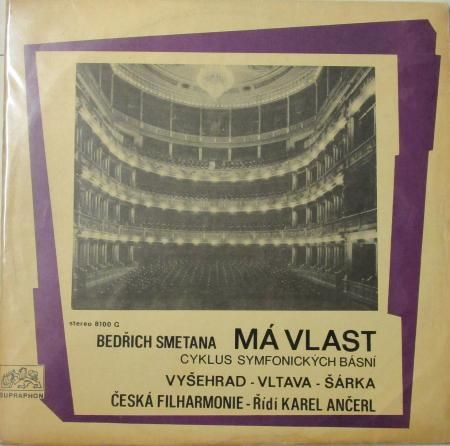 stereo 8100 G
BEDŘICH SMETANA MÁ VLAST
CYKLUS SYMFONICKÝCH BÁSNÍ
VYŠEHRAD - VLTAVA - ŠÁRKA
ČESKÁ FILHARMONIE - Řídí KAREL ANČERL
SUPRAPHON